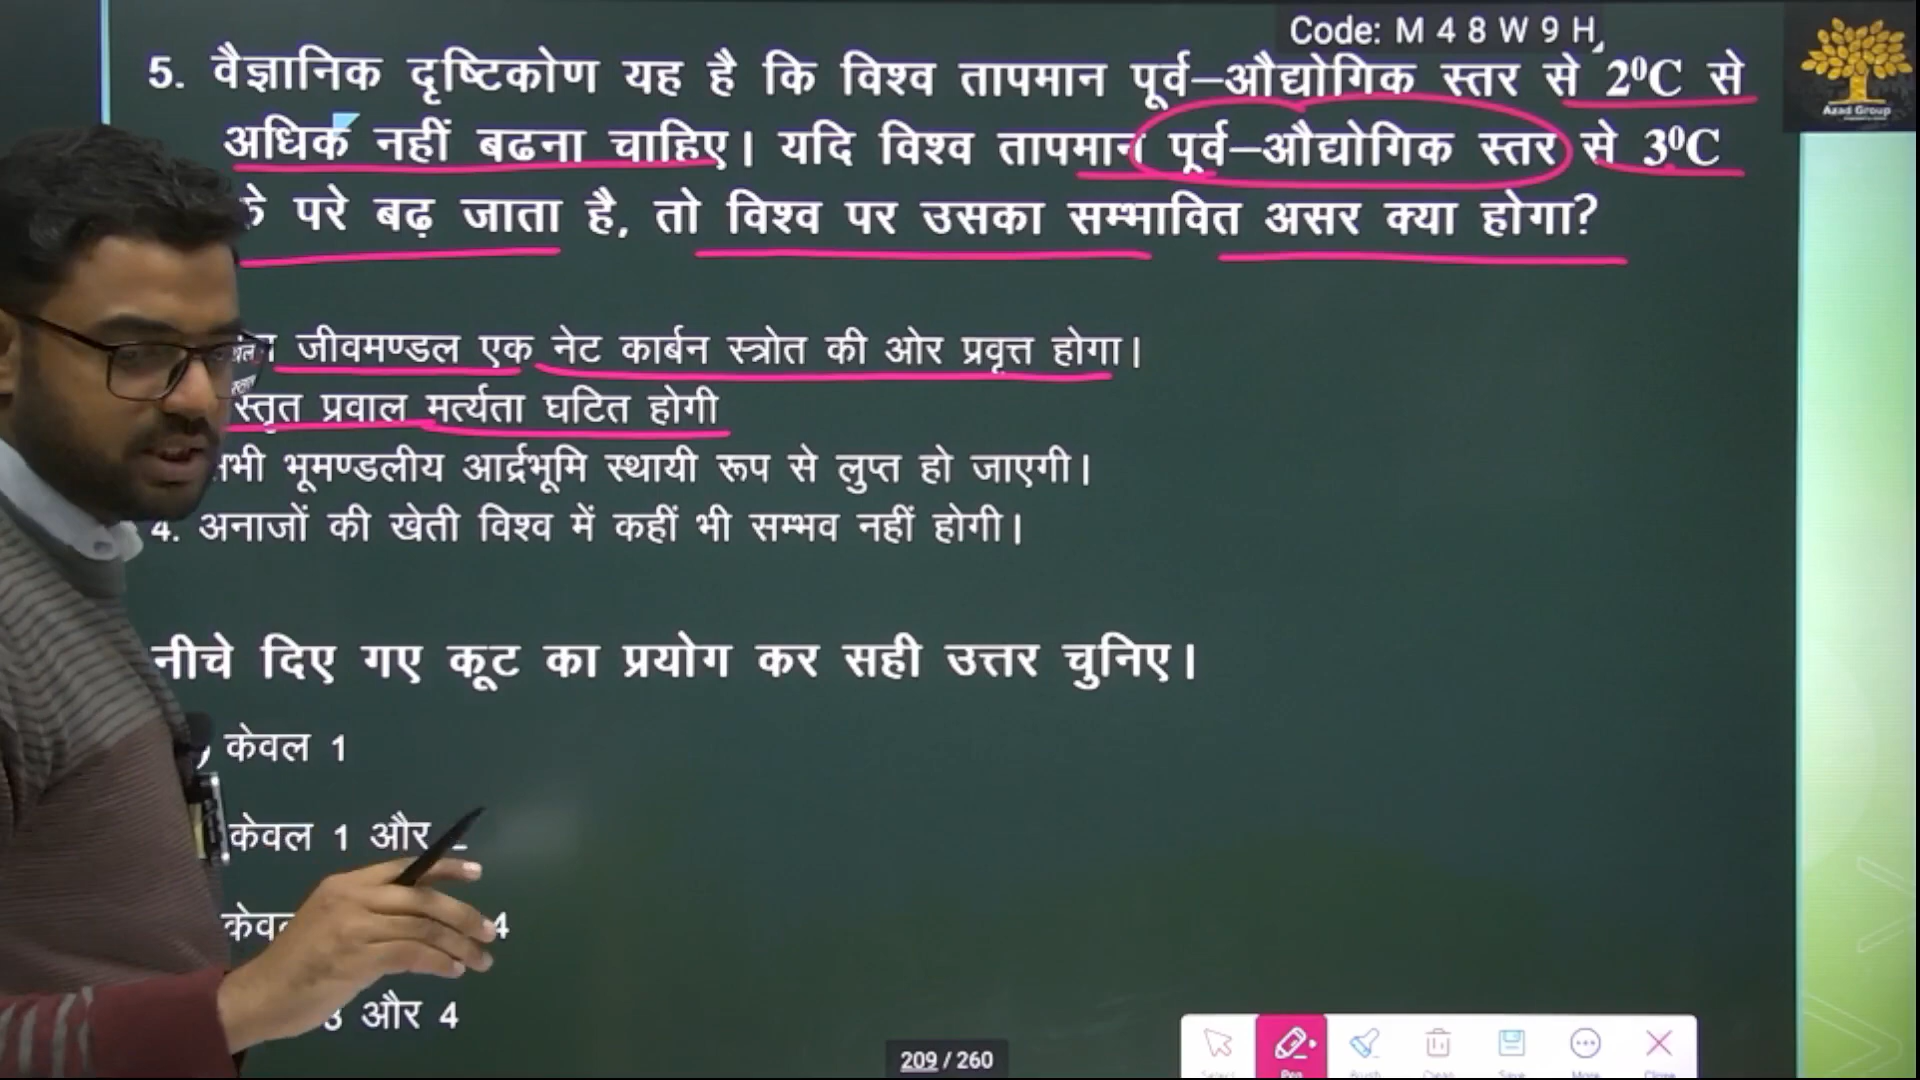 Code: M 4 8 W 9 H
Azad Group
5. वैज्ञानिक दृष्टिकोण यह है कि विश्व तापमान पूर्व–औद्योगिक स्तर से 2⁰C से
अधिक नहीं बढना चाहिए। यदि विश्व तापमान पूर्व–औद्योगिक स्तर से 3⁰C
के परे बढ़ जाता है, तो विश्व पर उसका सम्भावित असर क्या होगा?
जीवमण्डल एक नेट कार्बन स्त्रोत की ओर प्रवृत्त होगा।
प्रवाल मर्त्यता घटित होगी
भूमण्डलीय आर्द्रभूमि स्थायी रूप से लुप्त हो जाएगी।
4. अनाजों की खेती विश्व में कहीं भी सम्भव नहीं होगी।
नीचे दिए गए कूट का प्रयोग कर सही उत्तर चुनिए।
केवल 1
केवल 1 और
4
3 और 4
209 / 260